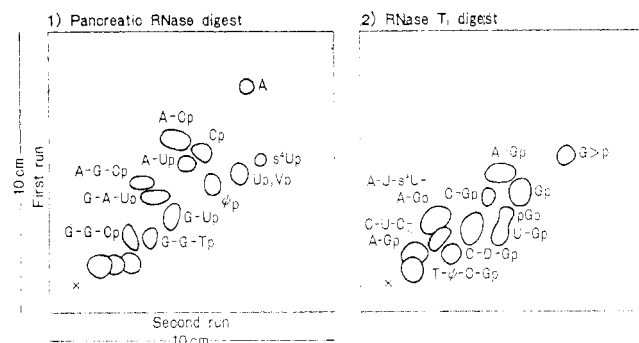 1) Pancreatic RNase digest
2) RNase T₁ digest
A
A-Cp
Cp
A-Up
s⁴Up
Up,Vp
A-G-Cp
G-A-Up
ψp
G-Up
G-G-Cp
G-G-Tp
×
First run
10 cm
Second run
10 cm
G>p
A-Gp
A-U-s⁴U-
A-Gp
C-Gp
Gp
pGp
U-Gp
C-U-C-
A-Gp
C-D-Gp
T-ψ-C-Gp
×